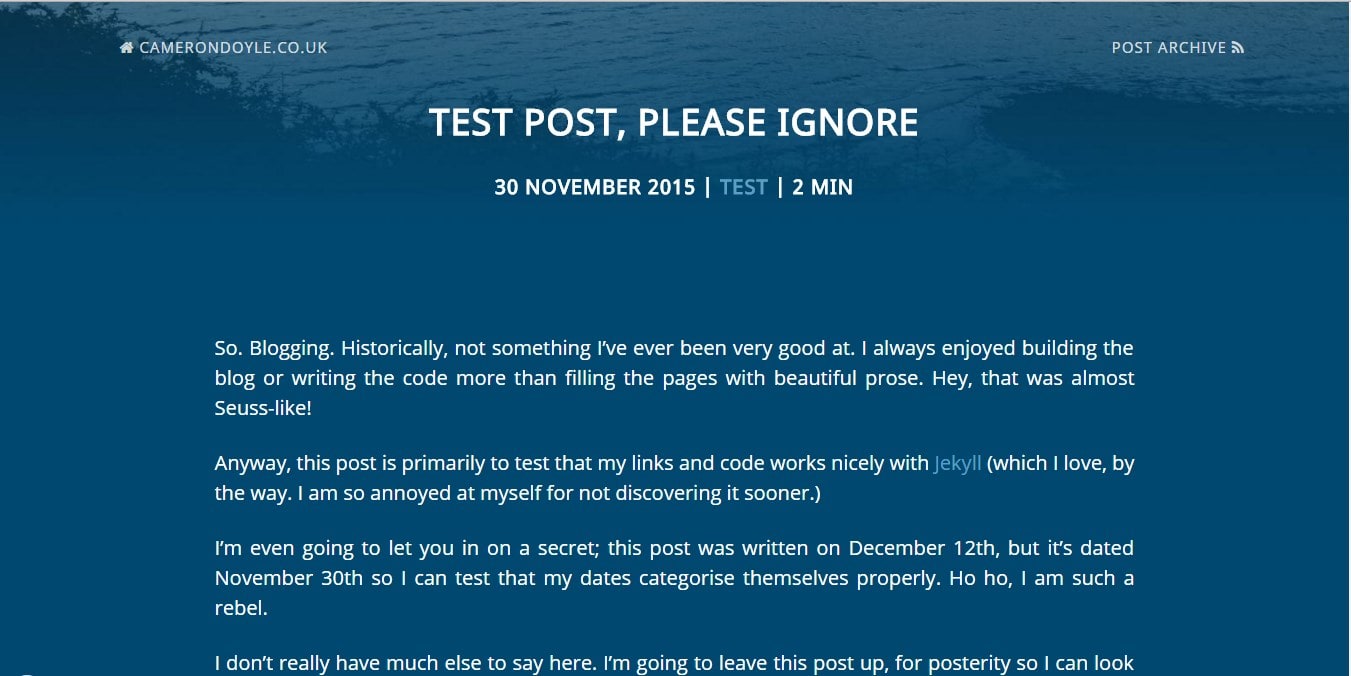 CAMERONDOYLE.CO.UK
POST ARCHIVE
TEST POST, PLEASE IGNORE
30 NOVEMBER 2015 | TEST | 2 MIN
So. Blogging. Historically, not something I’ve ever been very good at. I always enjoyed building the
blog or writing the code more than filling the pages with beautiful prose. Hey, that was almost
Seuss-like!
Anyway, this post is primarily to test that my links and code works nicely with Jekyll (which I love, by
the way. I am so annoyed at myself for not discovering it sooner.)
I’m even going to let you in on a secret; this post was written on December 12th, but it’s dated
November 30th so I can test that my dates categorise themselves properly. Ho ho, I am such a
rebel.
I don’t really have much else to say here. I’m going to leave this post up, for posterity so I can look